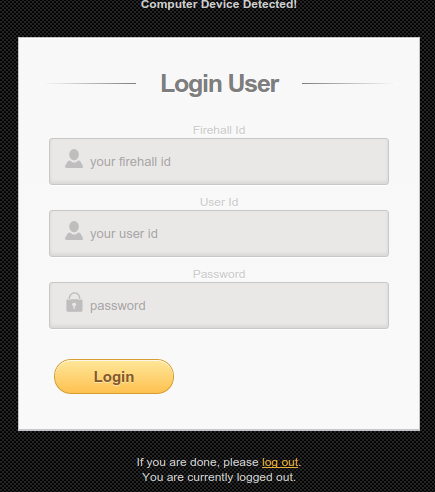 Computer Device Detected!
Login User
Firehall Id
your firehall id
User Id
your user id
Password
password
Login
If you are done, please log out.
You are currently logged out.